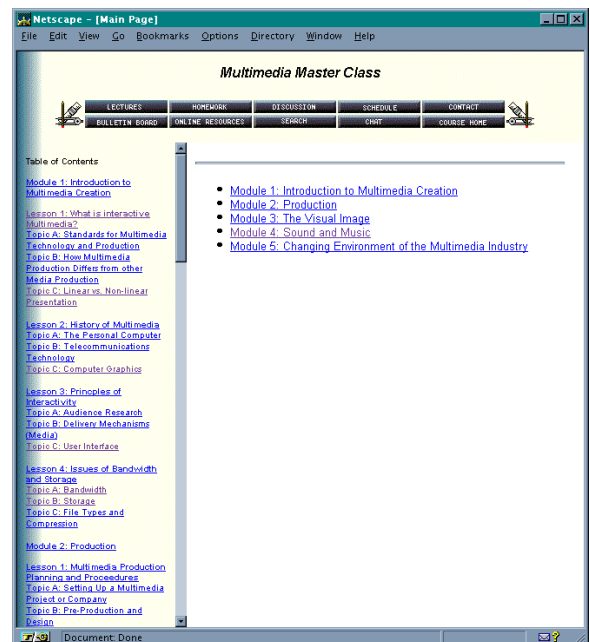 Netscape - [Main Page]
File Edit View Go Bookmarks Options Directory Window Help
Multimedia Master Class
LECTURES HOMEWORK DISCUSSION SCHEDULE CONTACT
BULLETIN BOARD ONLINE RESOURCES SEARCH CHAT COURSE HOME
Table of Contents
Module 1: Introduction to
Multimedia Creation
Lesson 1: What is interactive
Multimedia?
Topic A: Standards for Multimedia
Technology and Production
Topic B: How Multimedia
Production Differs from other
Media Production
Topic C: Linear vs. Non-linear
Presentation
Lesson 2: History of Multimedia
Topic A: The Personal Computer
Topic B: Telecommunications
Technology
Topic C: Computer Graphics
Lesson 3: Princples of
Interactivity
Topic A: Audience Research
Topic B: Delivery Mechanisms
(Media)
Topic C: User Interface
Lesson 4: Issues of Bandwidth
and Storage
Topic A: Bandwidth
Topic B: Storage
Topic C: File Types and
Compression
Module 2: Production
Lesson 1: Multimedia Production
Planning and Proceedures
Topic A: Setting Up a Multimedia
Project or Company
Topic B: Pre-Production and
Design
Module 1: Introduction to Multimedia Creation
Module 2: Production
Module 3: The Visual Image
Module 4: Sound and Music
Module 5: Changing Environment of the Multimedia Industry
Document: Done